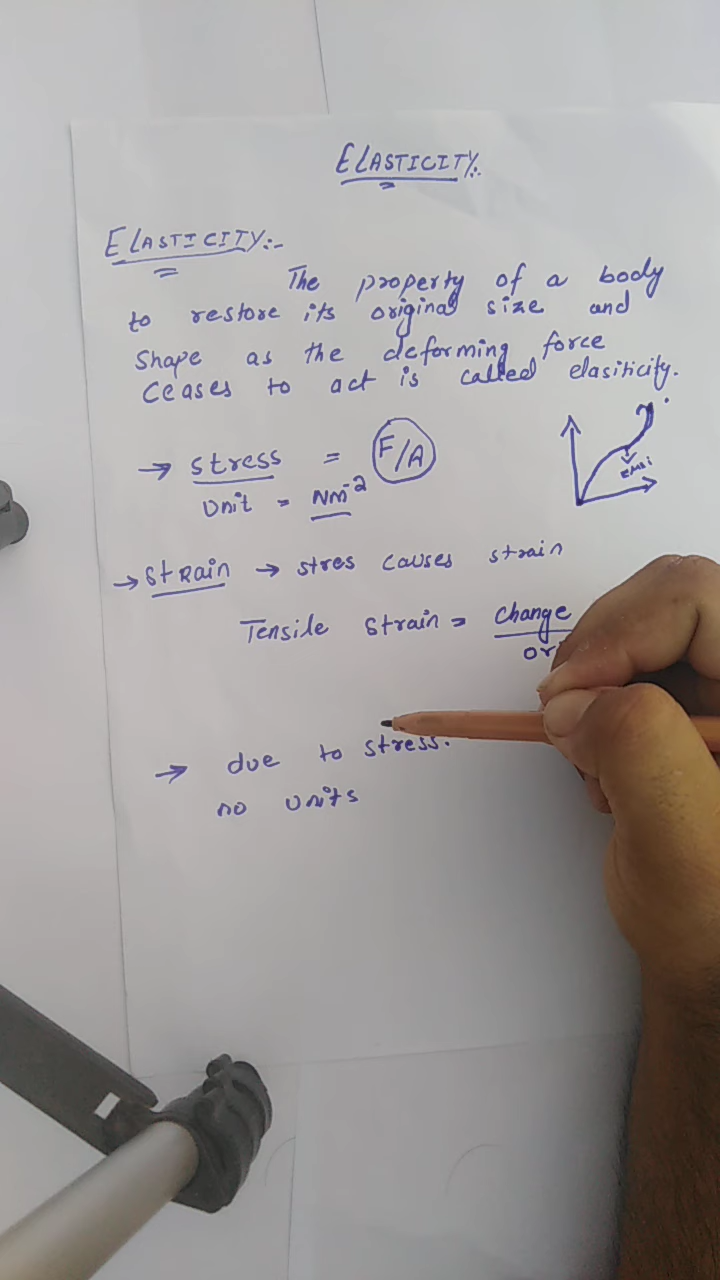 ELASTICITY:.
ELASTICITY:-
The property of a body
to restore its original size and
shape as the deforming force
ceases to act is called elasiticity.
→ stress = F/A
Unit = Nm⁻²
→ strain → stres causes strain
Tensile strain = change
→ due to stress.
no units